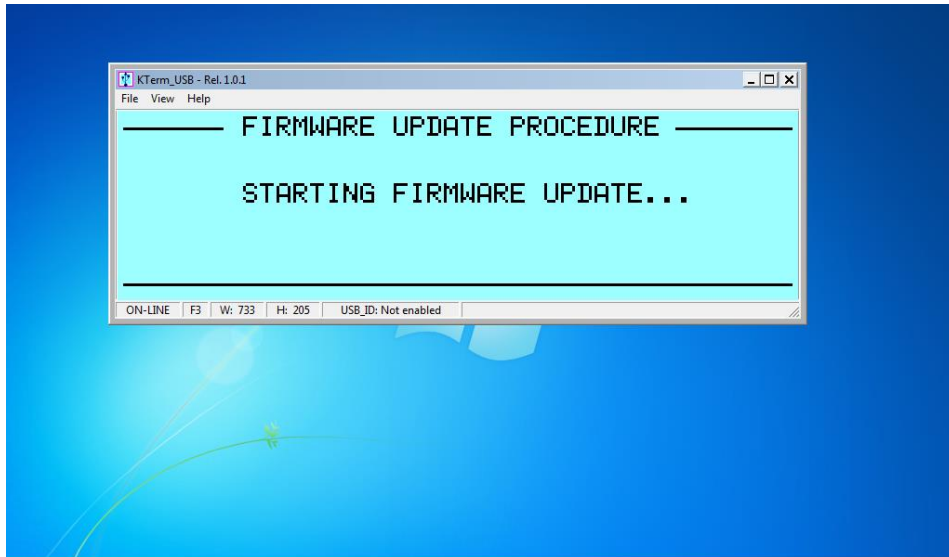 KTerm_USB - Rel. 1.0.1
File View Help
FIRMWARE UPDATE PROCEDURE
STARTING FIRMWARE UPDATE...
ON-LINE F3 W: 733 H: 205 USB_ID: Not enabled